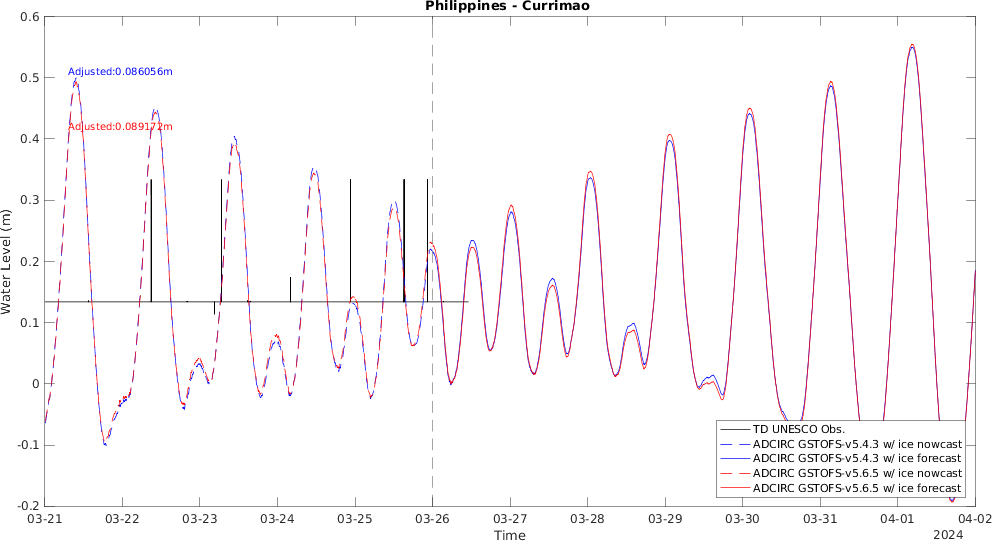 Philippines - Currimao
0.6
0.5
0.4
0.3
0.2
0.1
0
-0.1
-0.2
Water Level (m)
Adjusted:0.086056m
Adjusted:0.089172m
TD UNESCO Obs.
ADCIRC GSTOFS-v5.4.3 w/ ice nowcast
ADCIRC GSTOFS-v5.4.3 w/ ice forecast
ADCIRC GSTOFS-v5.6.5 w/ ice nowcast
ADCIRC GSTOFS-v5.6.5 w/ ice forecast
03-21 03-22 03-23 03-24 03-25 03-26 03-27 03-28 03-29 03-30 03-31 04-01 04-02
Time
2024